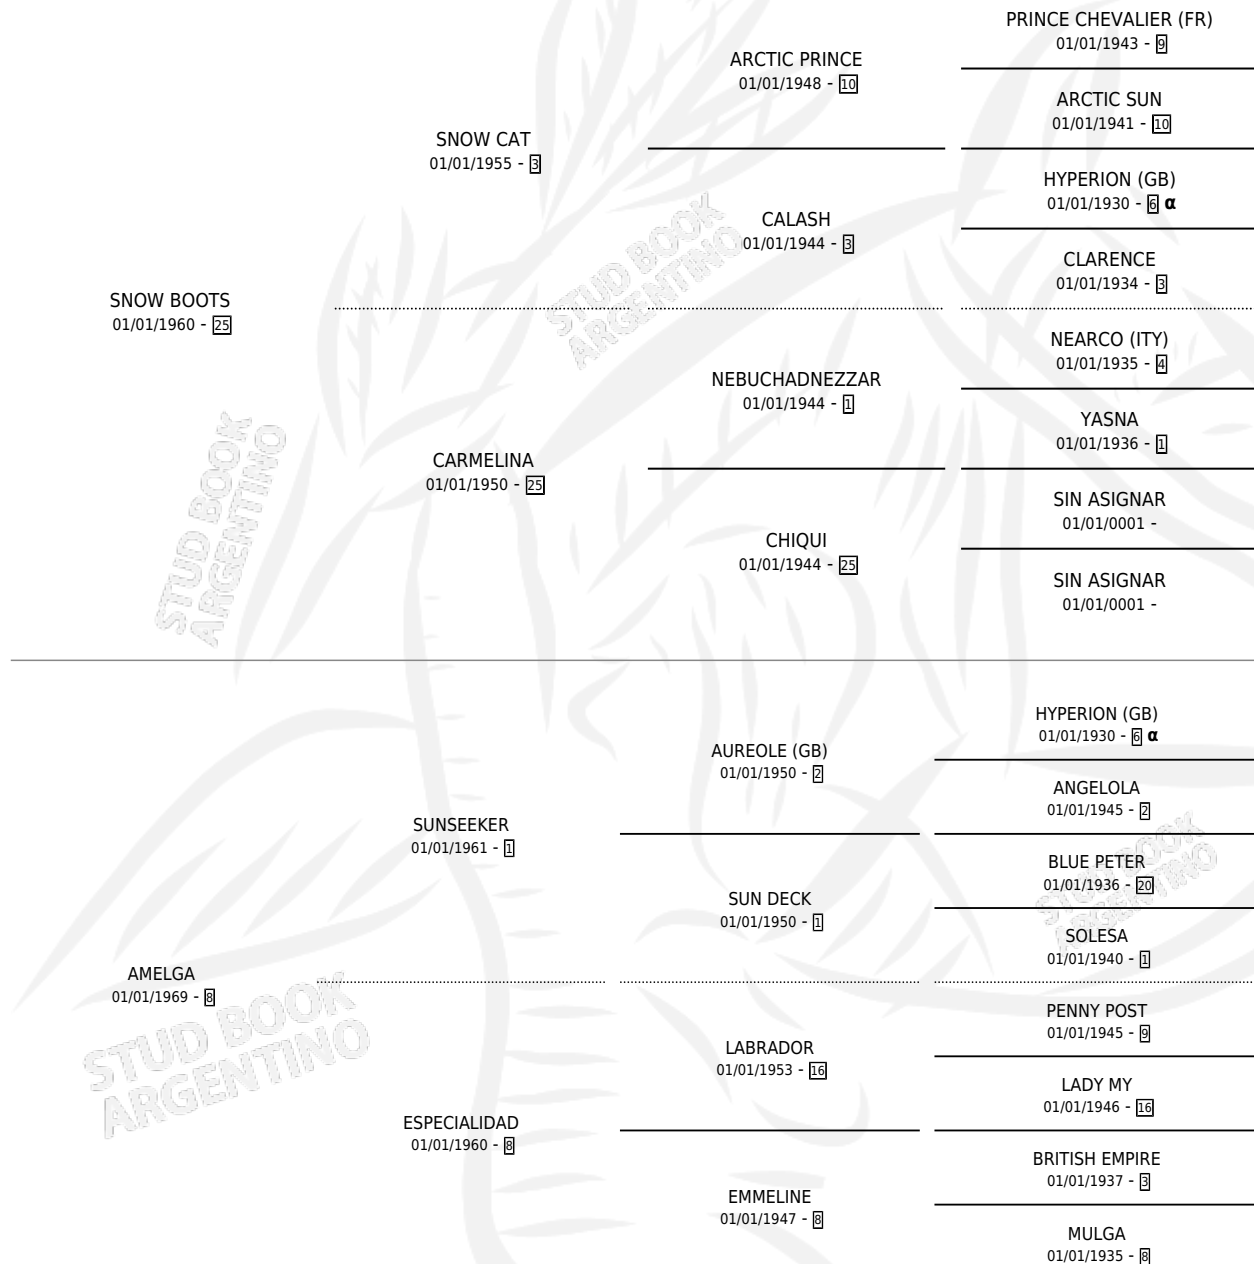 PRINCE CHEVALIER (FR)
01/01/1943 - 9
ARCTIC PRINCE
01/01/1948 - 10
ARCTIC SUN
01/01/1941 - 10
SNOW CAT
01/01/1955 - 3
HYPERION (GB)
01/01/1930 - 6 α
CALASH
01/01/1944 - 3
CLARENCE
01/01/1934 - 3
SNOW BOOTS
01/01/1960 - 25
NEARCO (ITY)
01/01/1935 - 4
NEBUCHADNEZZAR
01/01/1944 - 1
YASNA
01/01/1936 - 1
CARMELINA
01/01/1950 - 25
SIN ASIGNAR
01/01/0001 -
CHIQUI
01/01/1944 - 25
SIN ASIGNAR
01/01/0001 -
HYPERION (GB)
01/01/1930 - 6 α
AUREOLE (GB)
01/01/1950 - 2
ANGELOLA
01/01/1945 - 2
SUNSEEKER
01/01/1961 - 1
BLUE PETER
01/01/1936 - 20
SUN DECK
01/01/1950 - 1
SOLESA
01/01/1940 - 1
AMELGA
01/01/1969 - 8
PENNY POST
01/01/1945 - 9
LABRADOR
01/01/1953 - 16
LADY MY
01/01/1946 - 16
ESPECIALIDAD
01/01/1960 - 8
BRITISH EMPIRE
01/01/1937 - 3
EMMELINE
01/01/1947 - 8
MULGA
01/01/1935 - 8
STUD BOOK
ARGENTINO
STUD BOOK
ARGENTINO
STUD BOOK
ARGENTINO
STUD BOOK
ARGENTINO